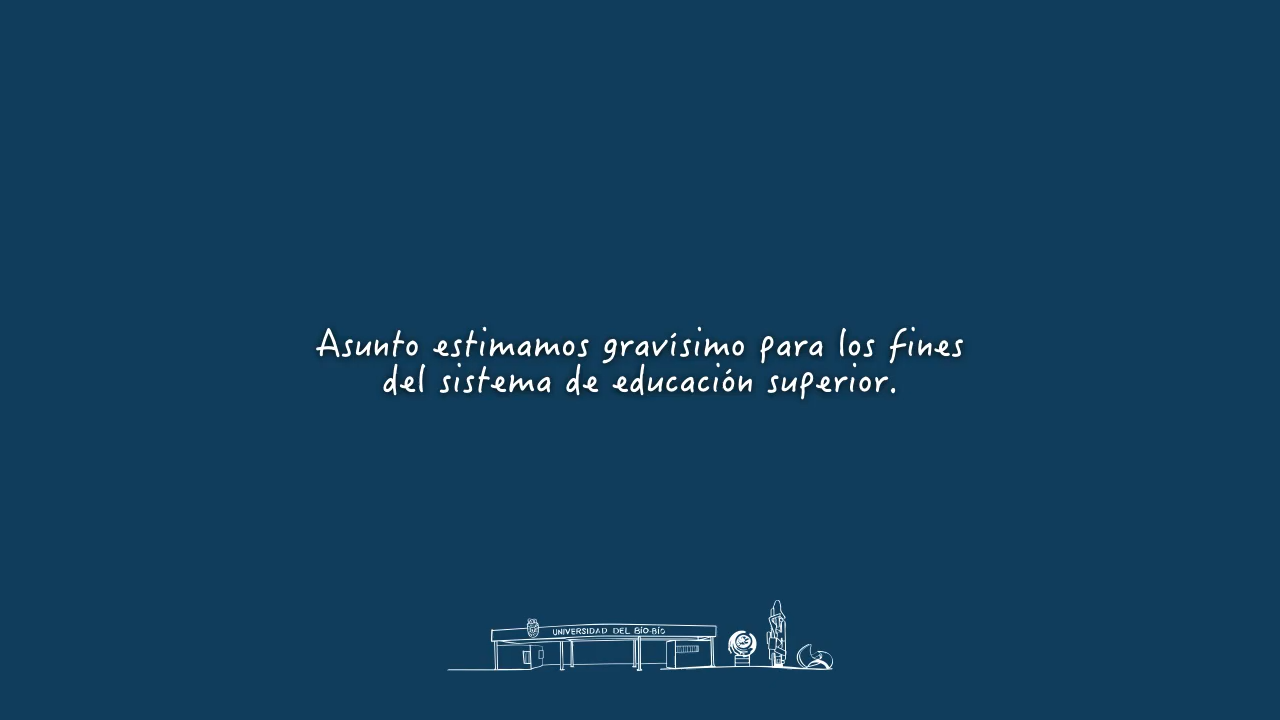 Asunto estimamos gravísimo para los fines
del sistema de educación superior.
UNIVERSIDAD DEL BÍO-BÍO